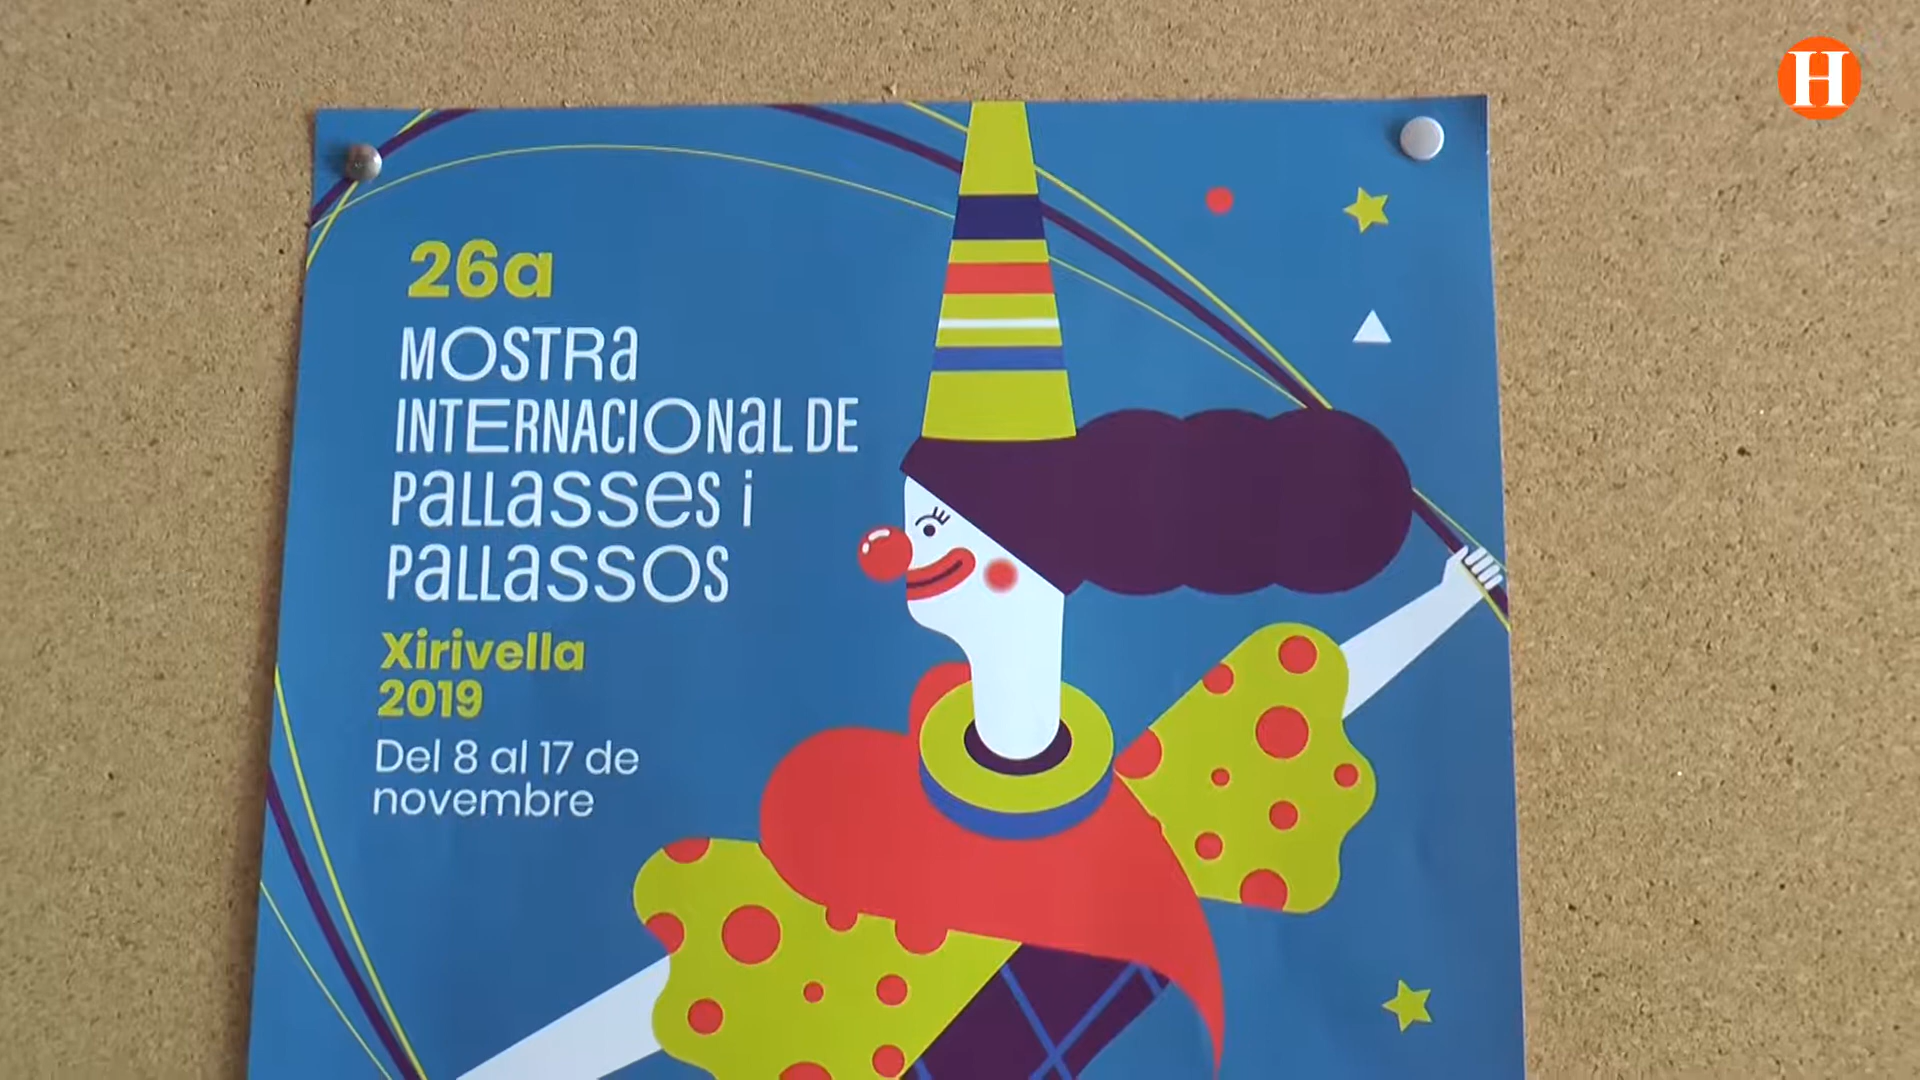 H
26a
MOSTRa
INTERNACIONaL DE
PaLLaSSeS i
PaLLaSSOS
Xirivella
2019
Del 8 al 17 de
novembre